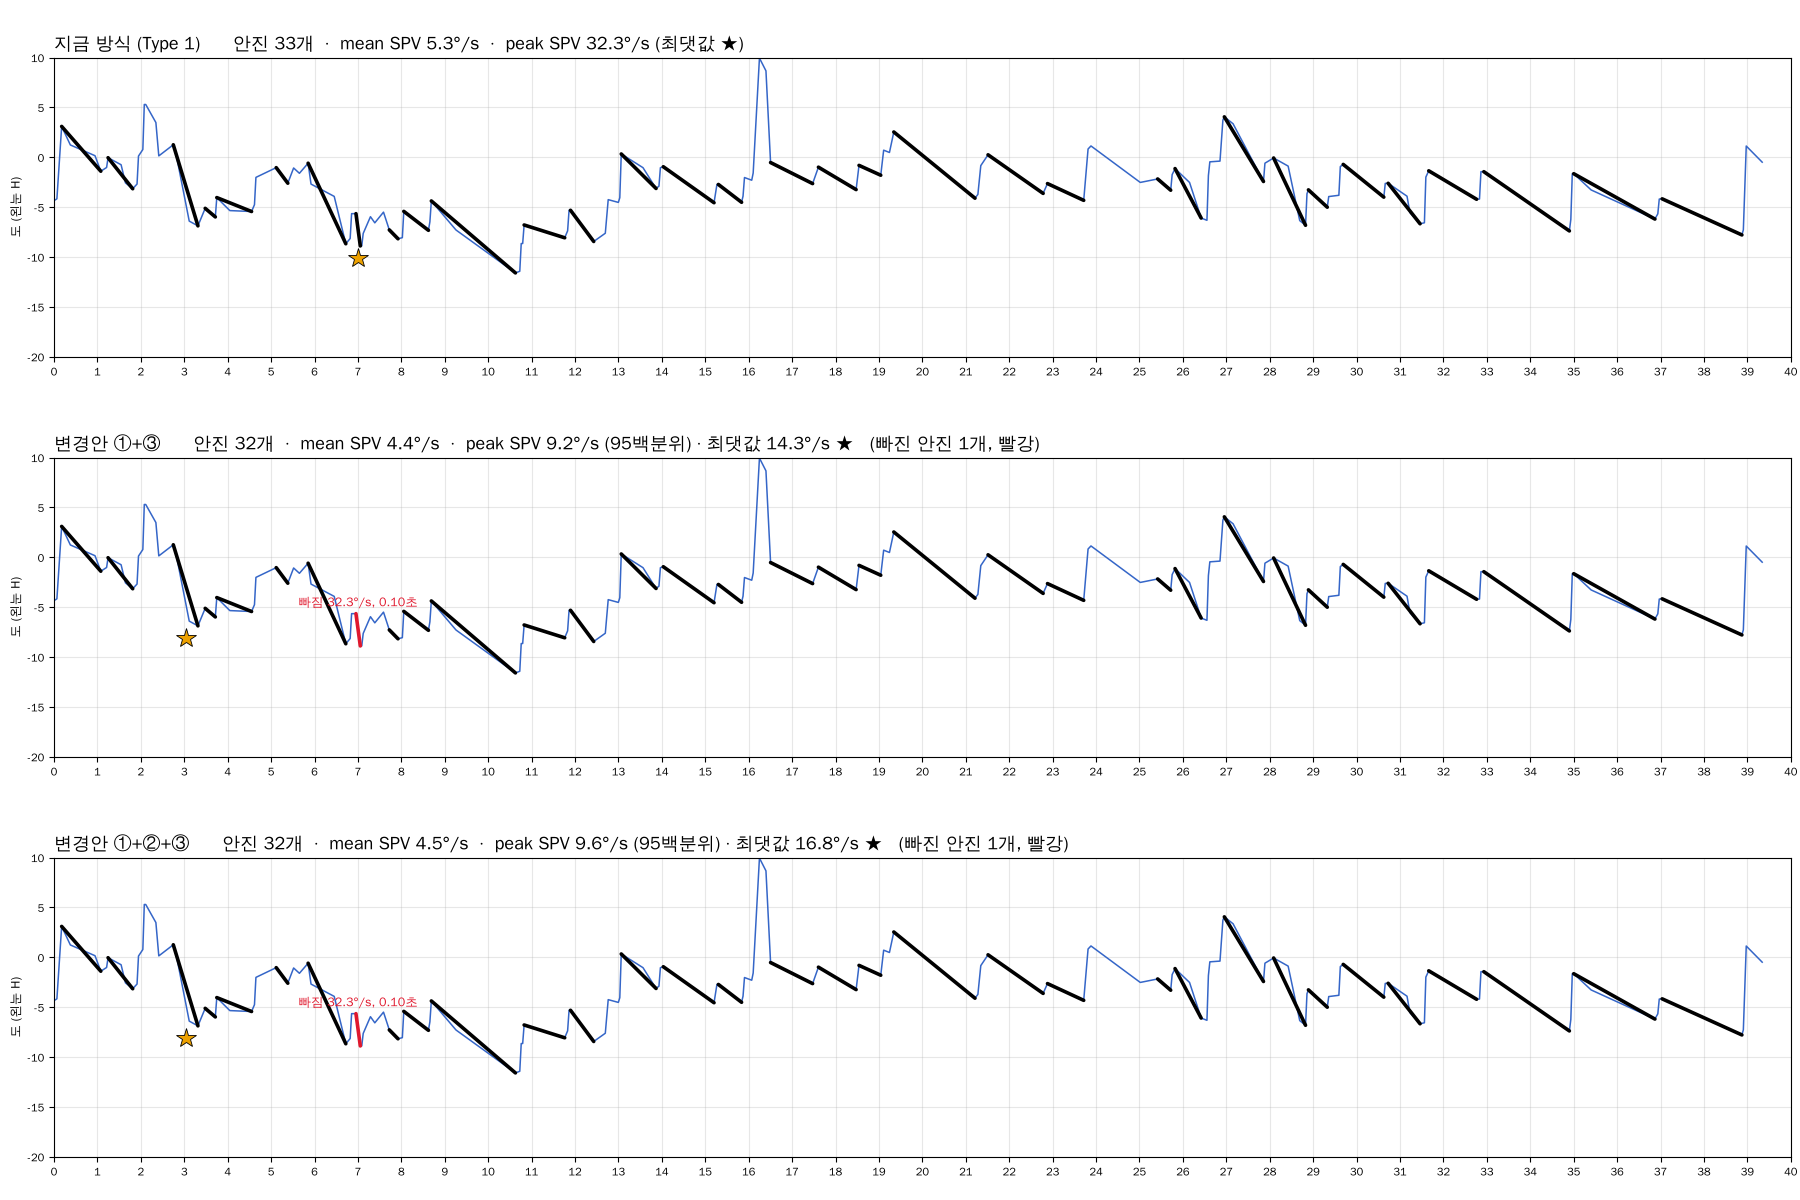 지금 방식 (Type 1) 안진 33개 · mean SPV 5.3°/s · peak SPV 32.3°/s (최댓값 ★)
10
5
0
-5
-10
-15
-20
도 (왼눈 H)
0 1 2 3 4 5 6 7 8 9 10 11 12 13 14 15 16 17 18 19 20 21 22 23 24 25 26 27 28 29 30 31 32 33 34 35 36 37 38 39 40
변경안 ①+③ 안진 32개 · mean SPV 4.4°/s · peak SPV 9.2°/s (95백분위) · 최댓값 14.3°/s ★ (빠진 안진 1개, 빨강)
10
5
0
-5
-10
-15
-20
도 (왼눈 H)
빠짐 32.3°/s, 0.10초
0 1 2 3 4 5 6 7 8 9 10 11 12 13 14 15 16 17 18 19 20 21 22 23 24 25 26 27 28 29 30 31 32 33 34 35 36 37 38 39 40
변경안 ①+②+③ 안진 32개 · mean SPV 4.5°/s · peak SPV 9.6°/s (95백분위) · 최댓값 16.8°/s ★ (빠진 안진 1개, 빨강)
10
5
0
-5
-10
-15
-20
도 (왼눈 H)
빠짐 32.3°/s, 0.10초
0 1 2 3 4 5 6 7 8 9 10 11 12 13 14 15 16 17 18 19 20 21 22 23 24 25 26 27 28 29 30 31 32 33 34 35 36 37 38 39 40